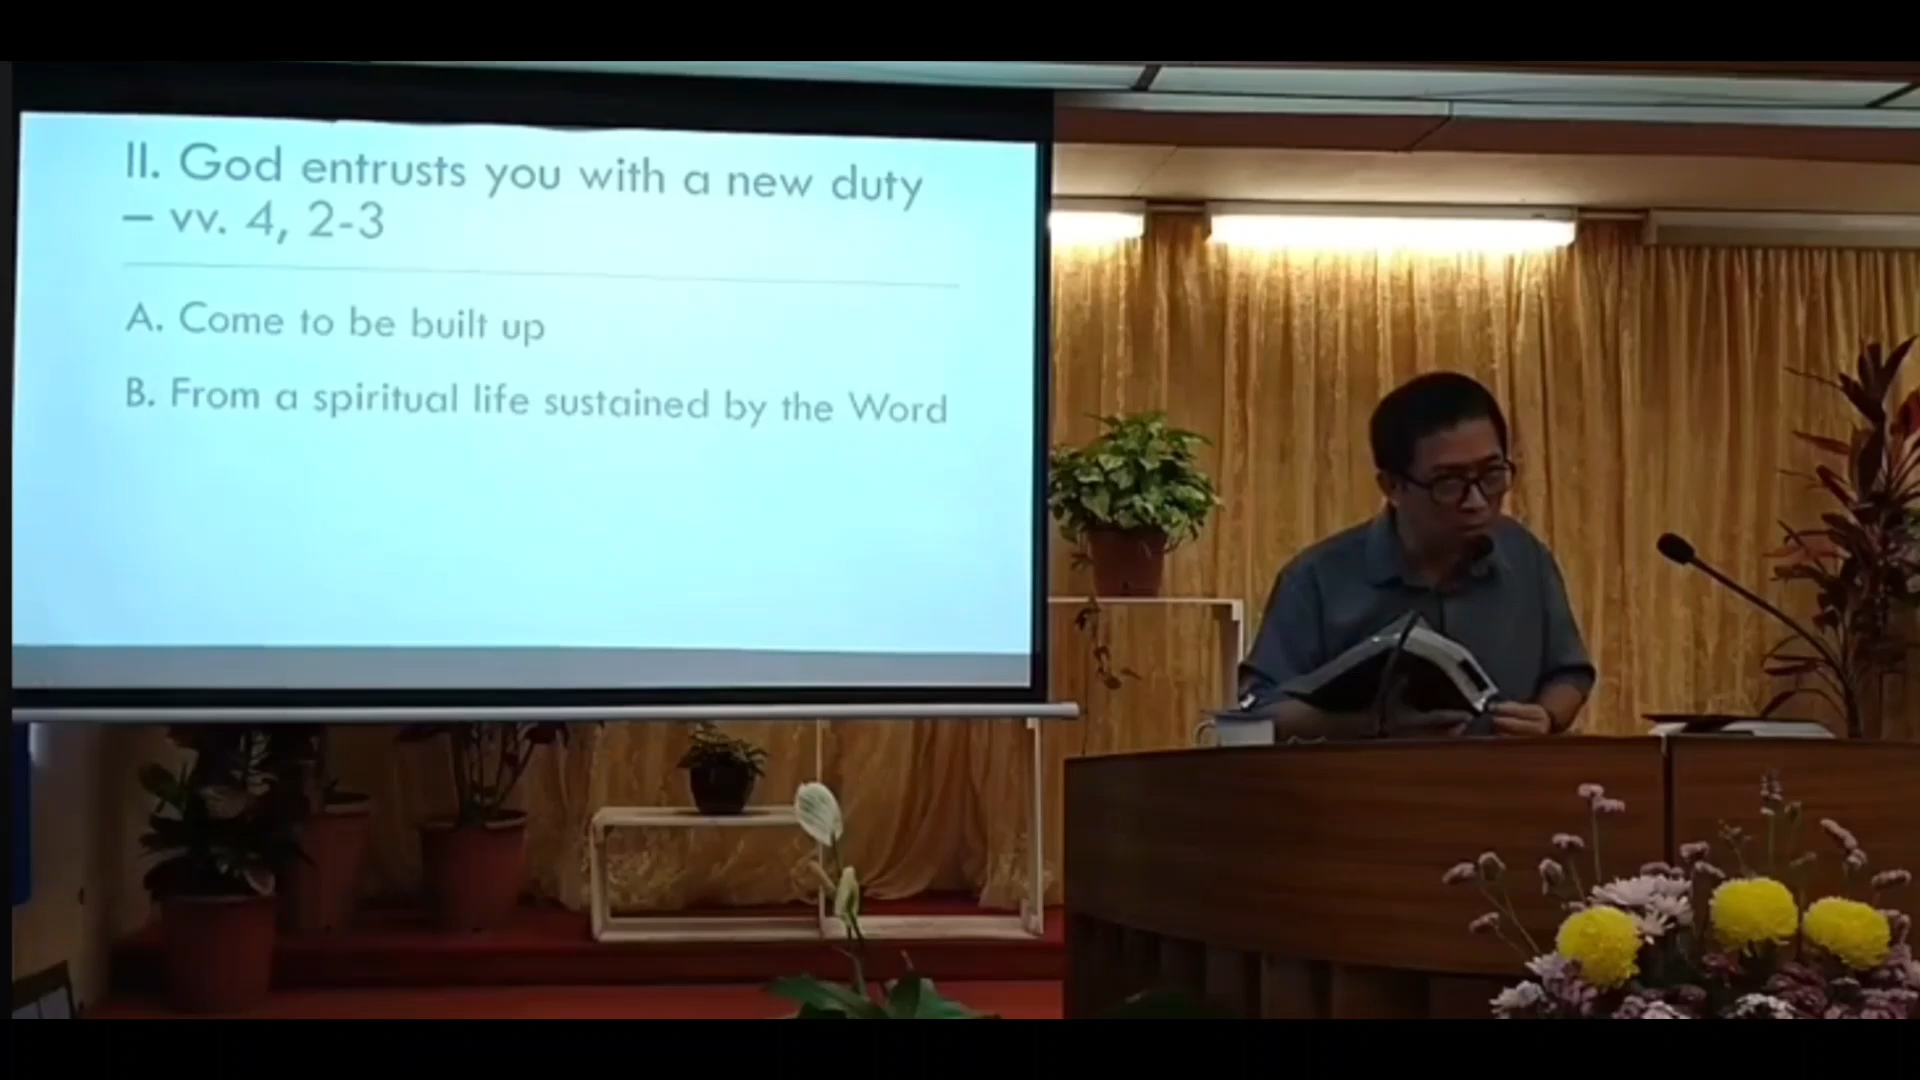 II. God entrusts you with a new duty
– vv. 4, 2-3
A. Come to be built up
B. From a spiritual life sustained by the Word